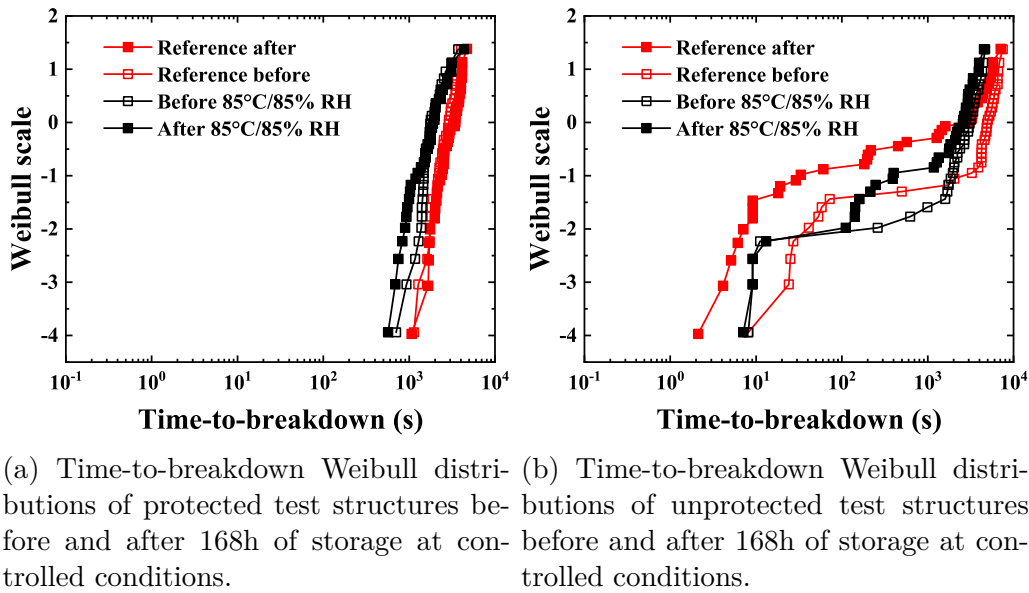 2
1
0
-1
-2
-3
-4
Weibull scale
Reference after
Reference before
Before 85°C/85% RH
After 85°C/85% RH
10⁻¹ 10⁰ 10¹ 10² 10³ 10⁴
Time-to-breakdown (s)
2
1
0
-1
-2
-3
-4
Weibull scale
Reference after
Reference before
Before 85°C/85% RH
After 85°C/85% RH
10⁻¹ 10⁰ 10¹ 10² 10³ 10⁴
Time-to-breakdown (s)
(a) Time-to-breakdown Weibull distri-
butions of protected test structures be-
fore and after 168h of storage at con-
trolled conditions.
(b) Time-to-breakdown Weibull distri-
butions of unprotected test structures
before and after 168h of storage at con-
trolled conditions.